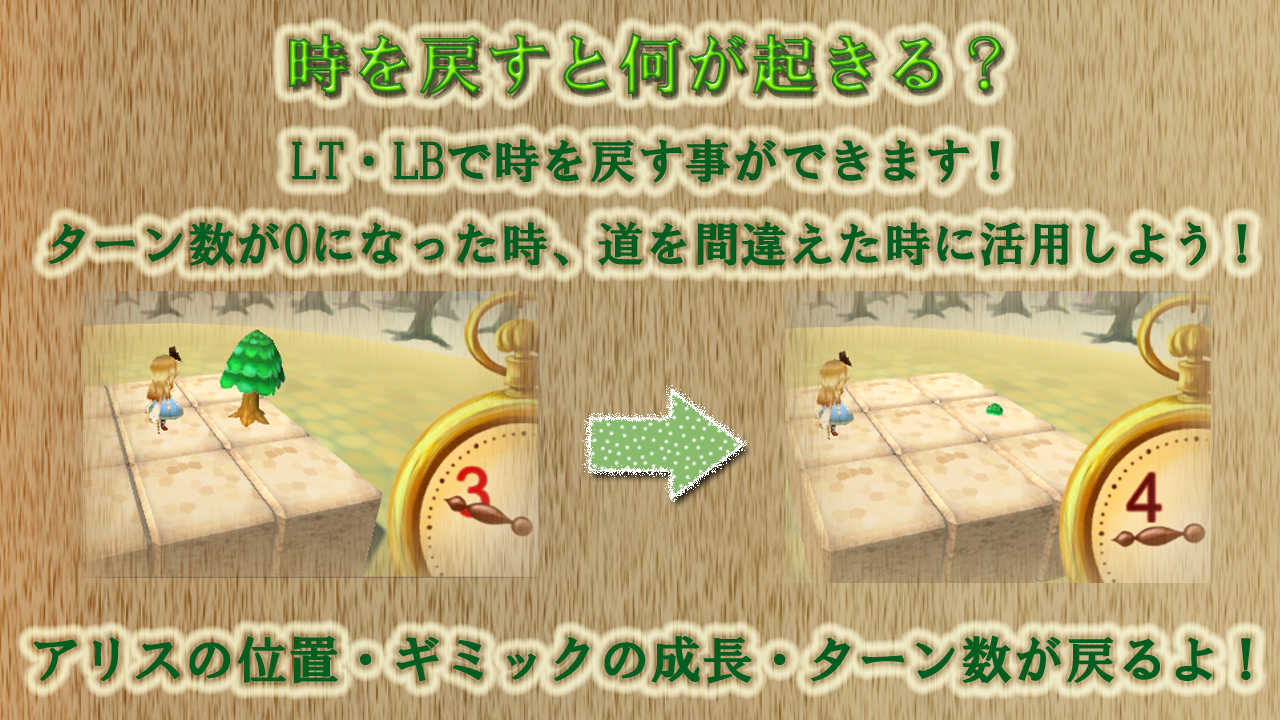 時を戻すと何が起きる？
LT・LBで時を戻す事ができます！
ターン数が0になった時、道を間違えた時に活用しよう！
3
4
アリスの位置・ギミックの成長・ターン数が戻るよ！